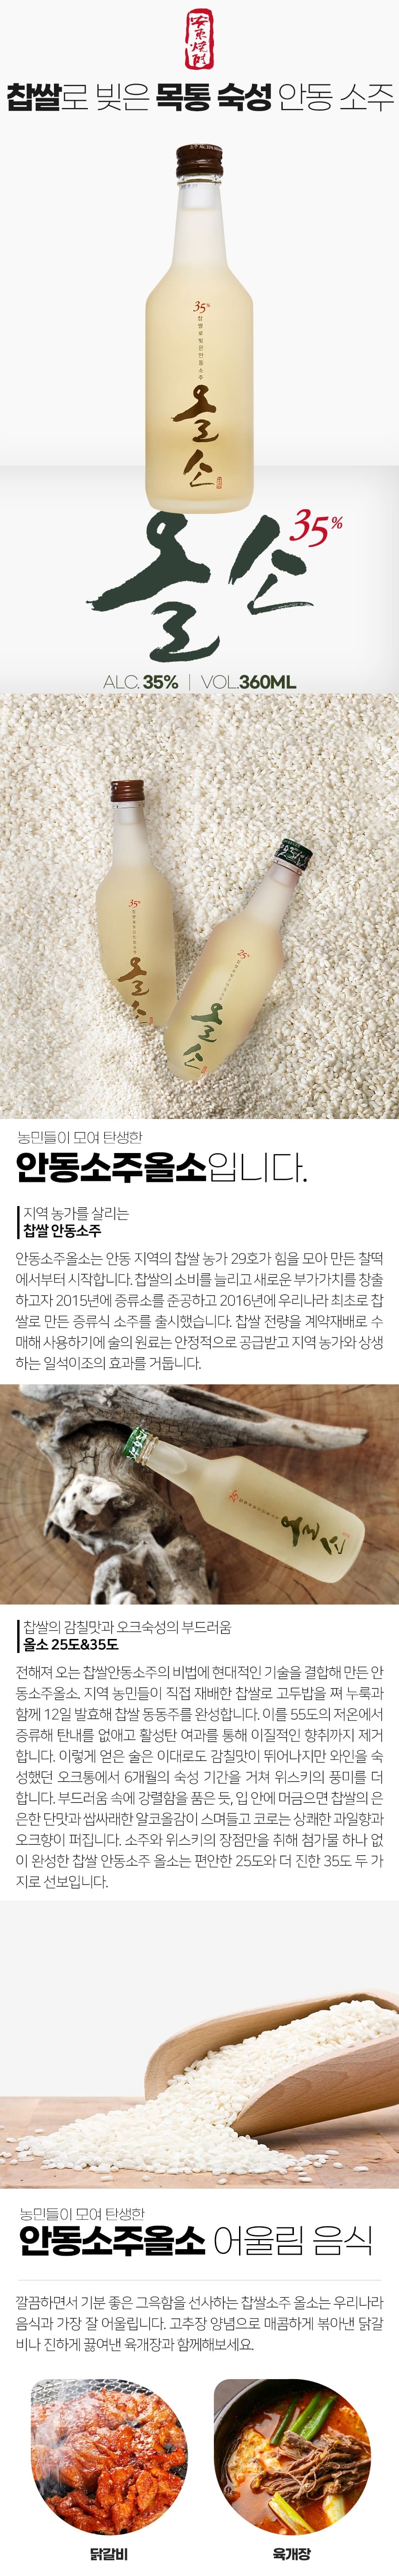 安東燒酎
찹쌀로 빚은 목통 숙성 안동 소주
35%
찹쌀로빚은안동소주
올소
올소
35%
ALC. 35% | VOL.360ML
35%
올소
25%
올소
농민들이 모여 탄생한
안동소주올소입니다.
지역 농가를 살리는
찹쌀 안동소주
안동소주올소는 안동 지역의 찹쌀 농가 29호가 힘을 모아 만든 찰떡
에서부터 시작합니다. 찹쌀의 소비를 늘리고 새로운 부가가치를 창출
하고자 2015년에 증류소를 준공하고 2016년에 우리나라 최초로 찹
쌀로 만든 증류식 소주를 출시했습니다. 찹쌀 전량을 계약재배로 수
매해 사용하기에 술의 원료는 안정적으로 공급받고 지역 농가와 상생
하는 일석이조의 효과를 거둡니다.
올소
찹쌀의 감칠맛과 오크숙성의 부드러움
올소 25도&35도
전해져 오는 찹쌀안동소주의 비법에 현대적인 기술을 결합해 만든 안
동소주올소. 지역 농민들이 직접 재배한 찹쌀로 고두밥을 쪄 누룩과
함께 12일 발효해 찹쌀 동동주를 완성합니다. 이를 55도의 저온에서
증류해 탄내를 없애고 활성탄 여과를 통해 이질적인 향취까지 제거
합니다. 이렇게 얻은 술은 이대로도 감칠맛이 뛰어나지만 와인을 숙
성했던 오크통에서 6개월의 숙성 기간을 거쳐 위스키의 풍미를 더
합니다. 부드러움 속에 강렬함을 품은 듯, 입 안에 머금으면 찹쌀의 은
은한 단맛과 쌉싸래한 알코올감이 스며들고 코로는 상쾌한 과일향과
오크향이 퍼집니다. 소주와 위스키의 장점만을 취해 첨가물 하나 없
이 완성한 찹쌀 안동소주 올소는 편안한 25도와 더 진한 35도 두 가
지로 선보입니다.
농민들이 모여 탄생한
안동소주올소 어울림 음식
깔끔하면서 기분 좋은 그윽함을 선사하는 찹쌀소주 올소는 우리나라
음식과 가장 잘 어울립니다. 고추장 양념으로 매콤하게 볶아낸 닭갈
비나 진하게 끓여낸 육개장과 함께해보세요.
닭갈비
육개장